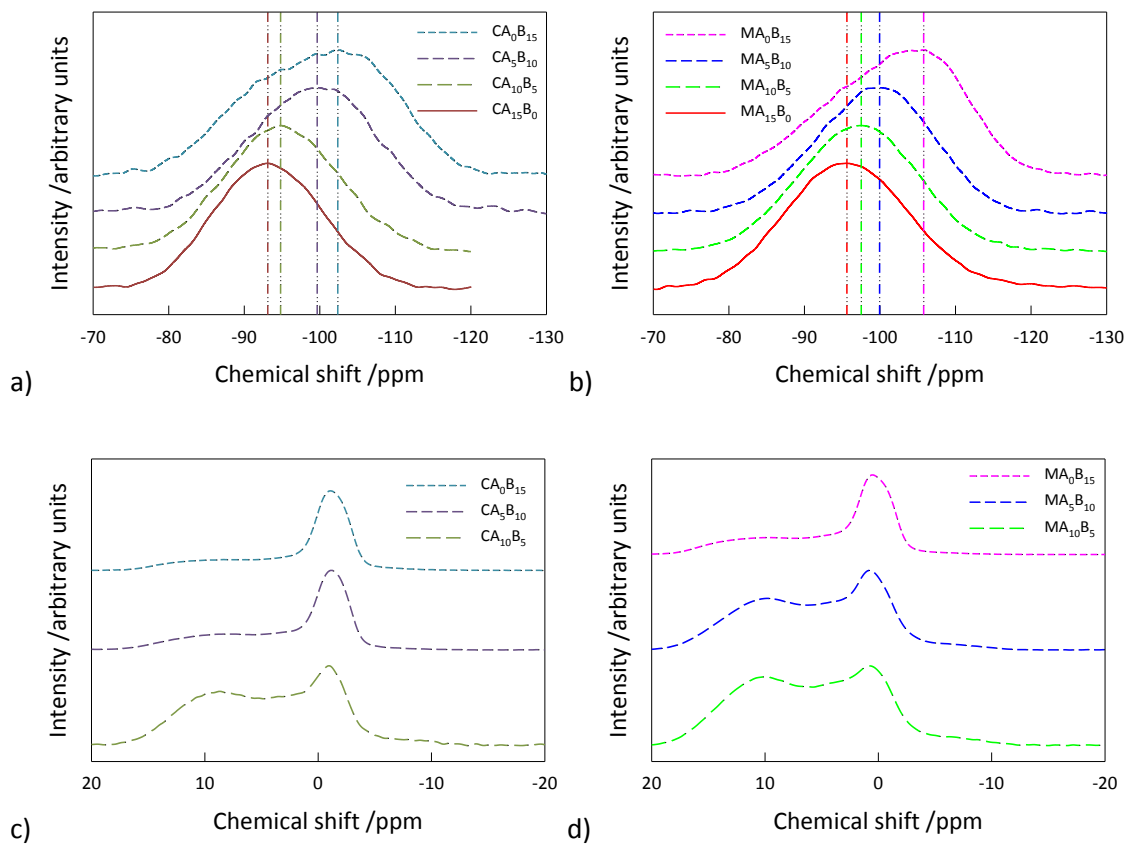 Intensity /arbitrary units
CA₀B₁₅
CA₅B₁₀
CA₁₀B₅
CA₁₅B₀
-70 -80 -90 -100 -110 -120 -130
Chemical shift /ppm
a)
Intensity /arbitrary units
MA₀B₁₅
MA₅B₁₀
MA₁₀B₅
MA₁₅B₀
-70 -80 -90 -100 -110 -120 -130
Chemical shift /ppm
b)
Intensity /arbitrary units
CA₀B₁₅
CA₅B₁₀
CA₁₀B₅
20 10 0 -10 -20
Chemical shift /ppm
c)
Intensity /arbitrary units
MA₀B₁₅
MA₅B₁₀
MA₁₀B₅
20 10 0 -10 -20
Chemical shift /ppm
d)